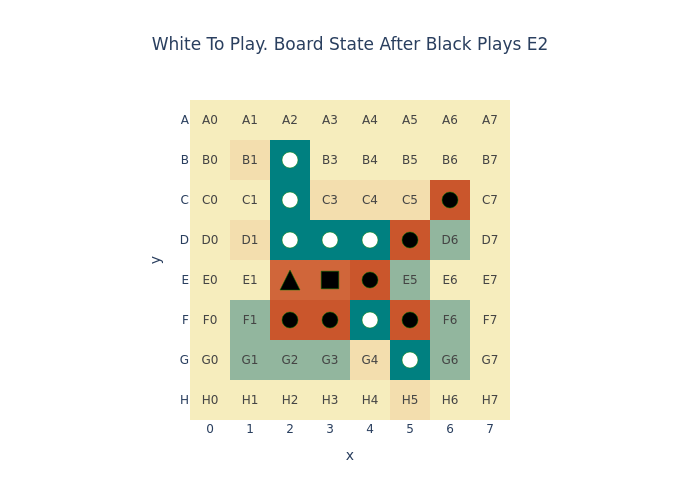 White To Play. Board State After Black Plays E2
A A0 A1 A2 A3 A4 A5 A6 A7
B B0 B1 B3 B4 B5 B6 B7
C C0 C1 C3 C4 C5 C7
D D0 D1 D6 D7
E E0 E1 E5 E6 E7
F F0 F1 F6 F7
G G0 G1 G2 G3 G4 G6 G7
H H0 H1 H2 H3 H4 H5 H6 H7
0 1 2 3 4 5 6 7
x
y